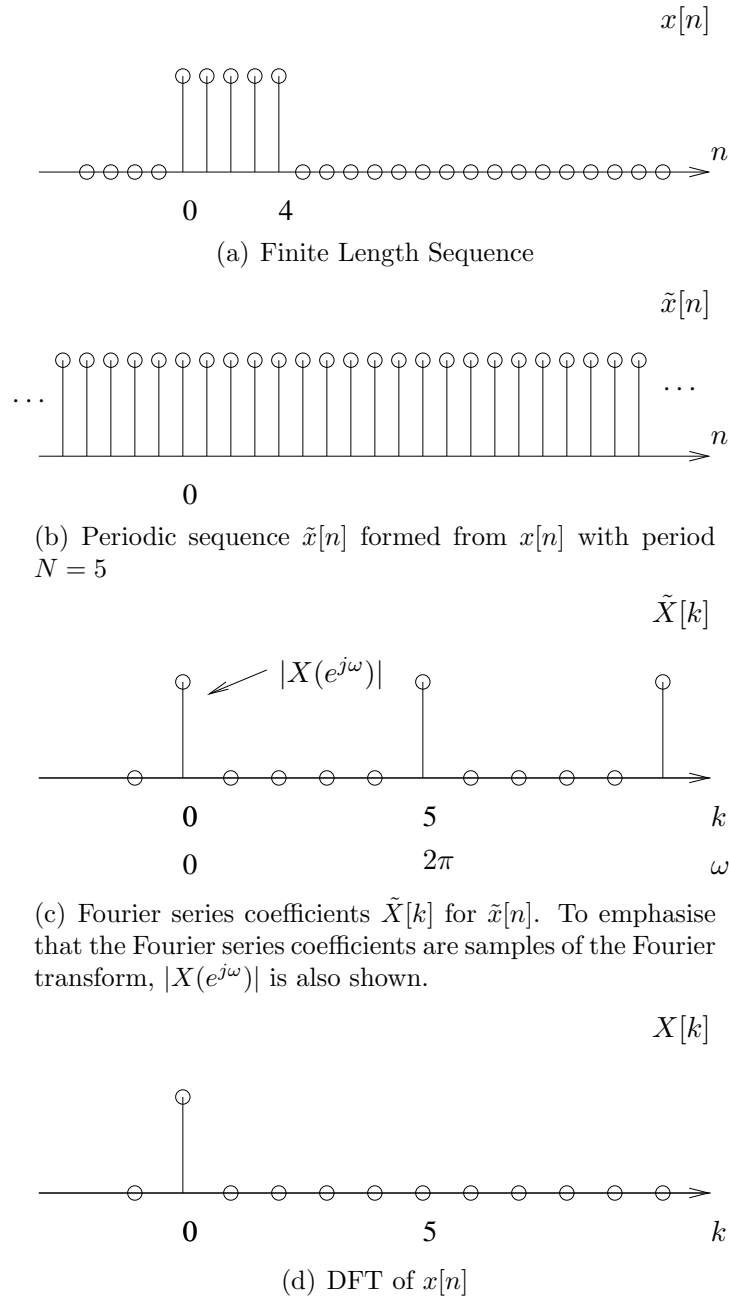 x[n]
n
0 4
(a) Finite Length Sequence
x̃[n]
... ...
n
0
(b) Periodic sequence x̃[n] formed from x[n] with period
N = 5
X̃[k]
|X(e^{jω})|
0 5 k
0 2π ω
(c) Fourier series coefficients X̃[k] for x̃[n]. To emphasise
that the Fourier series coefficients are samples of the Fourier
transform, |X(e^{jω})| is also shown.
X[k]
0 5 k
(d) DFT of x[n]